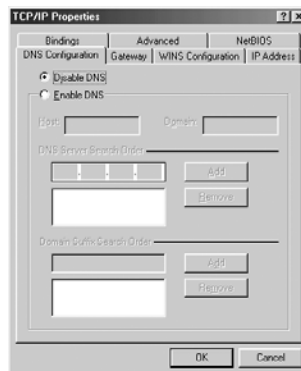 TCP/IP Properties
Bindings Advanced NetBIOS
DNS Configuration Gateway WINS Configuration IP Address
Disable DNS
Enable DNS
Host: Domain:
DNS Server Search Order
Add
Remove
Domain Suffix Search Order
Add
Remove
OK Cancel